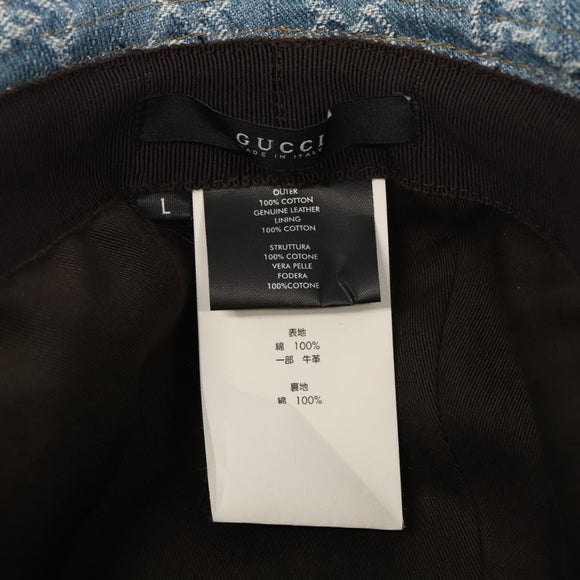 GUCCI
MADE IN ITALY
L
OUTER
100% COTTON
GENUINE LEATHER
LINING
100% COTTON
STRUTTURA
100% COTONE
VERA PELLE
FODERA
100%COTONE
表地
綿 100%
一部 牛革
裏地
綿 100%